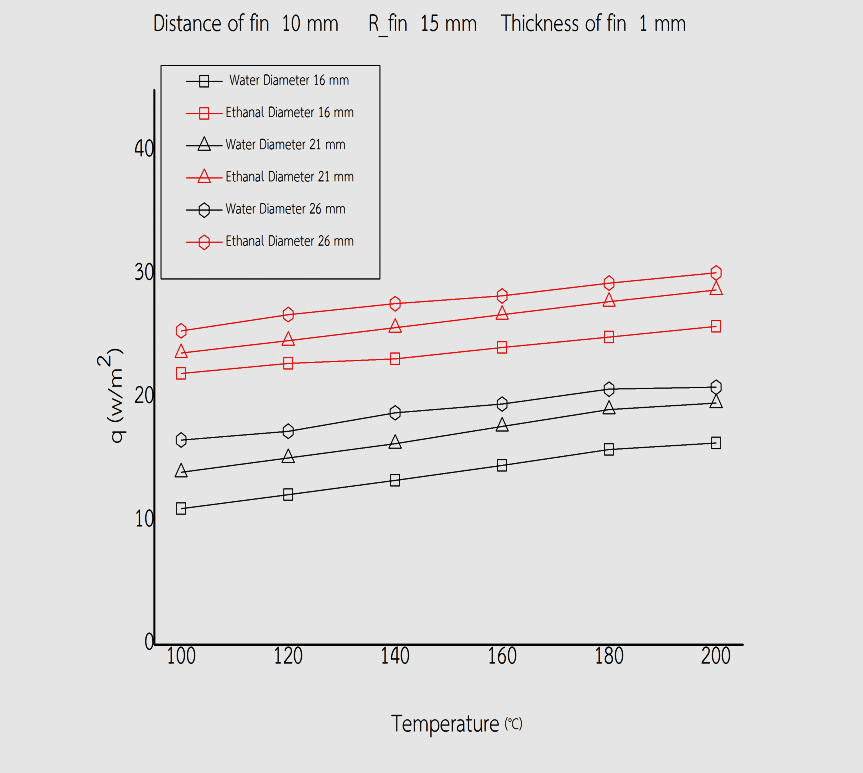 Distance of fin 10 mm R_fin 15 mm Thickness of fin 1 mm
Water Diameter 16 mm
Ethanal Diameter 16 mm
Water Diameter 21 mm
Ethanal Diameter 21 mm
Water Diameter 26 mm
Ethanal Diameter 26 mm
40
30
20
10
0
q (w/m²)
100 120 140 160 180 200
Temperature (°C)